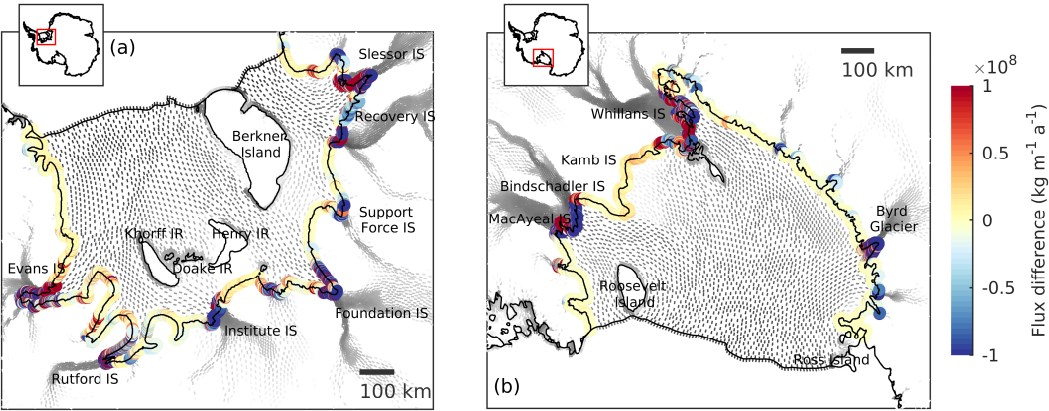 (a)
Slessor IS
Recovery IS
Berkner
Island
Support
Force IS
Khorff IR
Henry IR
Doake IR
Evans IS
Foundation IS
Institute IS
Rutford IS
100 km
100 km
Whillans IS
Kamb IS
Bindschadler IS
MacAyeal IS
Byrd
Glacier
Roosevelt
Island
Ross Island
(b)
×10⁸
1
0.5
0
-0.5
-1
Flux difference (kg m⁻¹ a⁻¹)